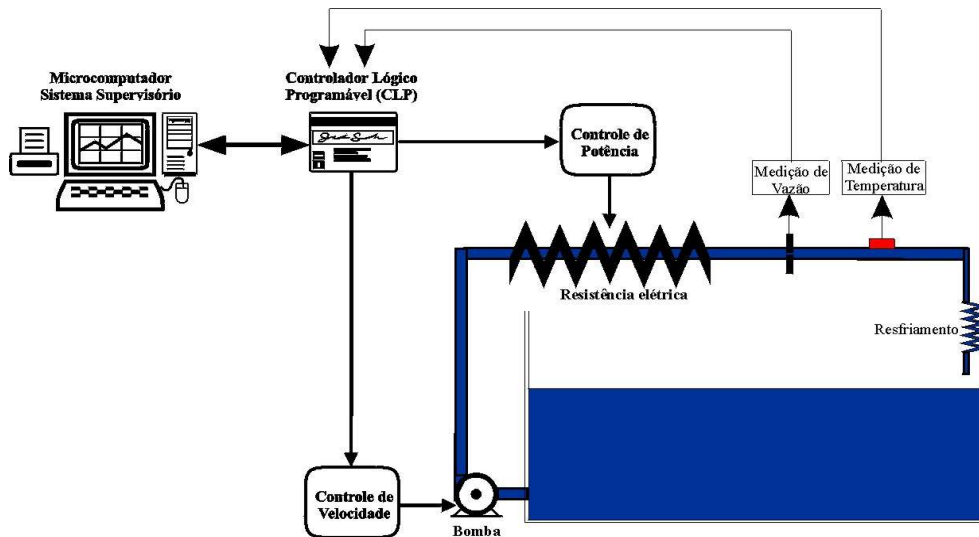 Microcomputador
Sistema Supervisório
Controlador Lógico
Programável (CLP)
Controle de
Potência
Medição de
Vazão
Medição de
Temperatura
Resistência elétrica
Resfriamento
Controle de
Velocidade
Bomba